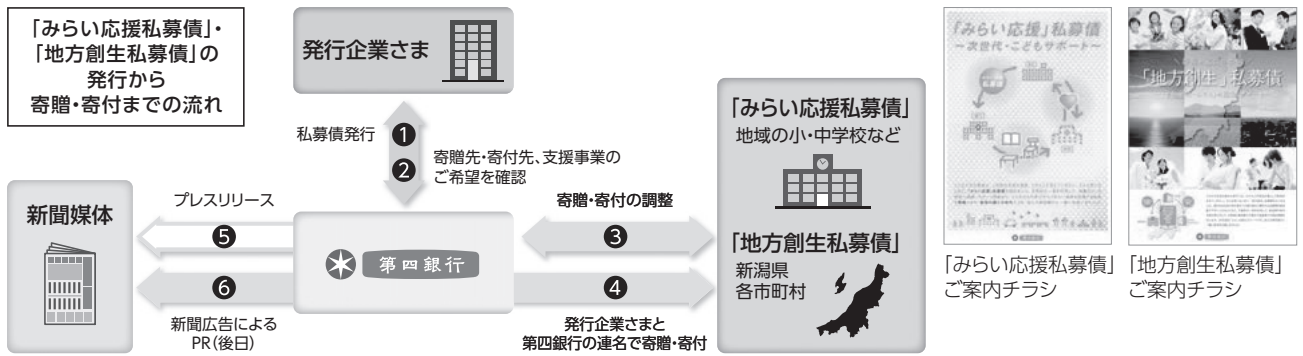 「みらい応援私募債」・
「地方創生私募債」の
発行から
寄贈・寄付までの流れ
発行企業さま
私募債発行
❶
❷
寄贈先・寄付先、支援事業の
ご希望を確認
新聞媒体
プレスリリース
❺
❻
新聞広告による
PR(後日)
第四銀行
寄贈・寄付の調整
❸
❹
発行企業さまと
第四銀行の連名で寄贈・寄付
「みらい応援私募債」
地域の小・中学校など
「地方創生私募債」
新潟県
各市町村
「みらい応援」私募債
～次世代・こどもサポート～
「みらい応援私募債」
ご案内チラシ
「地方創生」私募債
「地方創生私募債」
ご案内チラシ